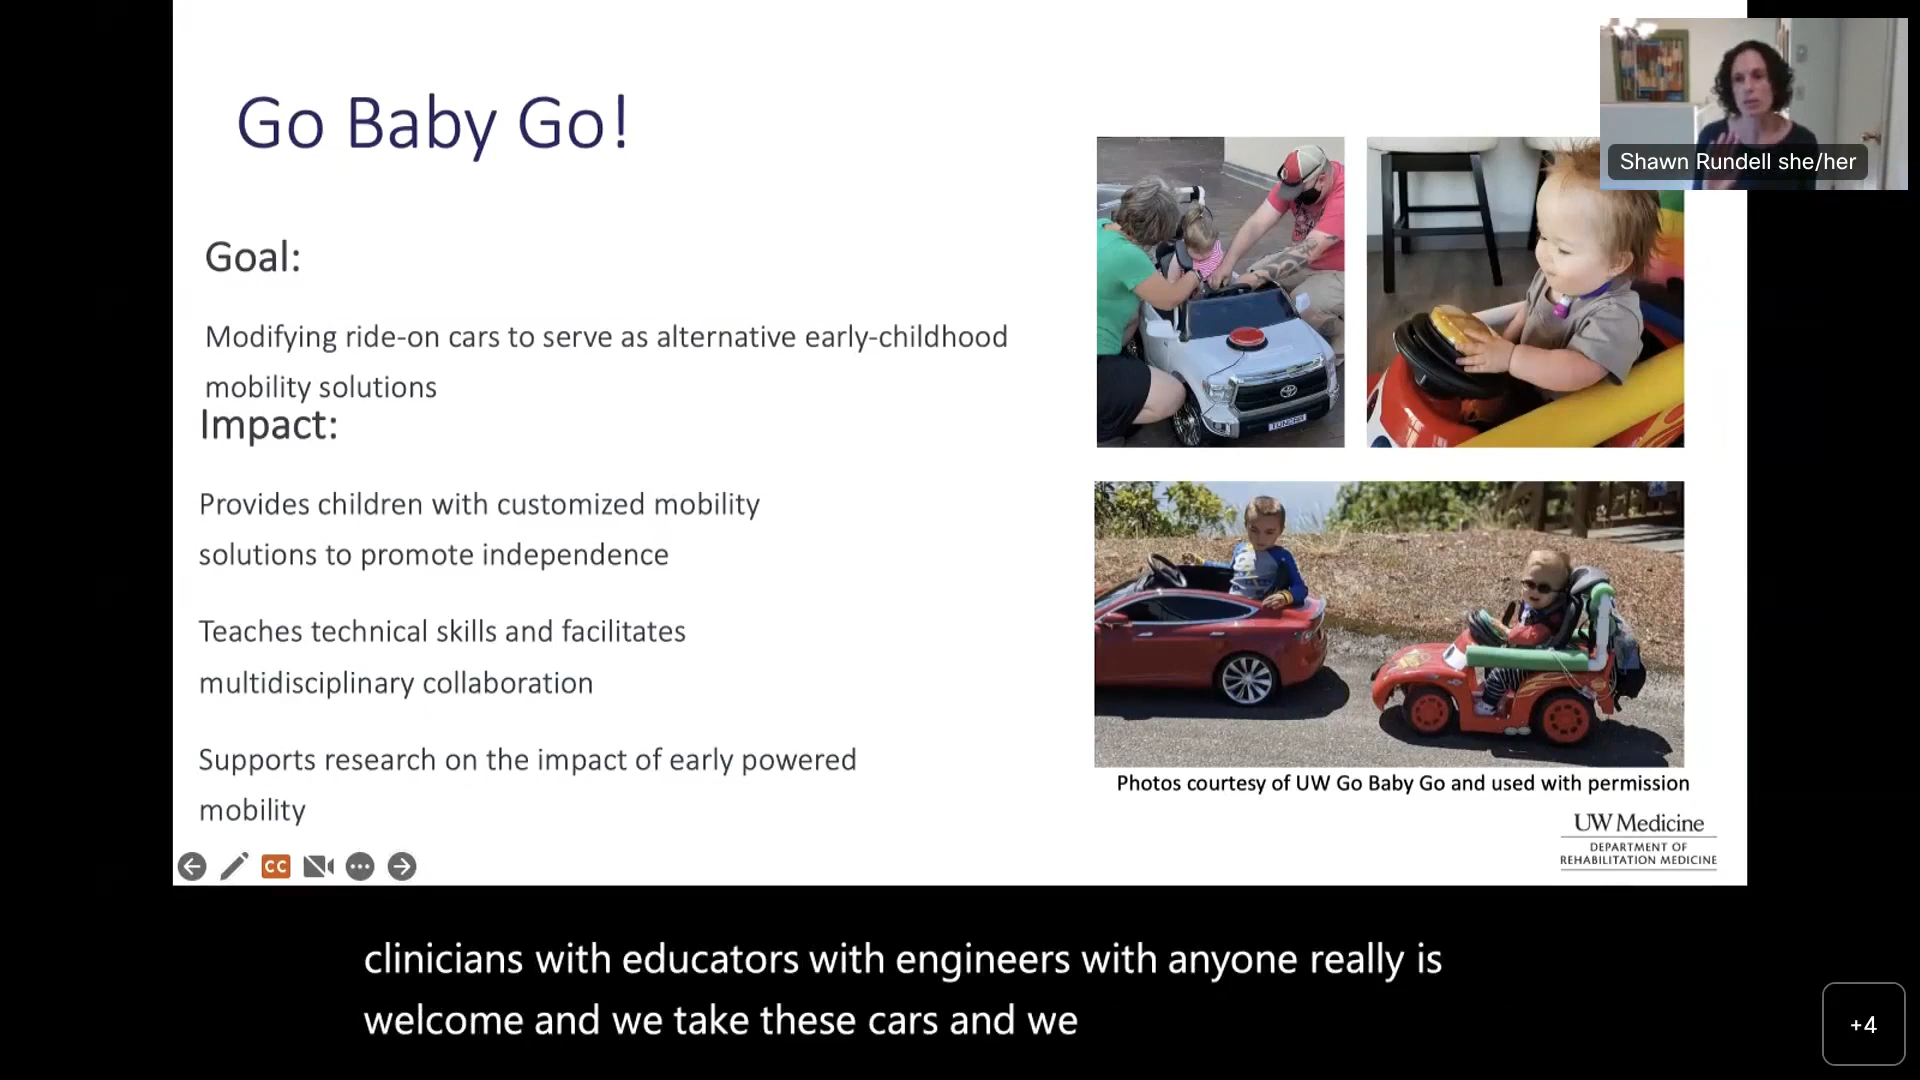 Go Baby Go!
Shawn Rundell she/her
Goal:
Modifying ride-on cars to serve as alternative early-childhood
mobility solutions
Impact:
Provides children with customized mobility
solutions to promote independence
Teaches technical skills and facilitates
multidisciplinary collaboration
Supports research on the impact of early powered
mobility
TUNDRA
Photos courtesy of UW Go Baby Go and used with permission
UW Medicine
DEPARTMENT OF
REHABILITATION MEDICINE
CC
clinicians with educators with engineers with anyone really is
welcome and we take these cars and we
+4